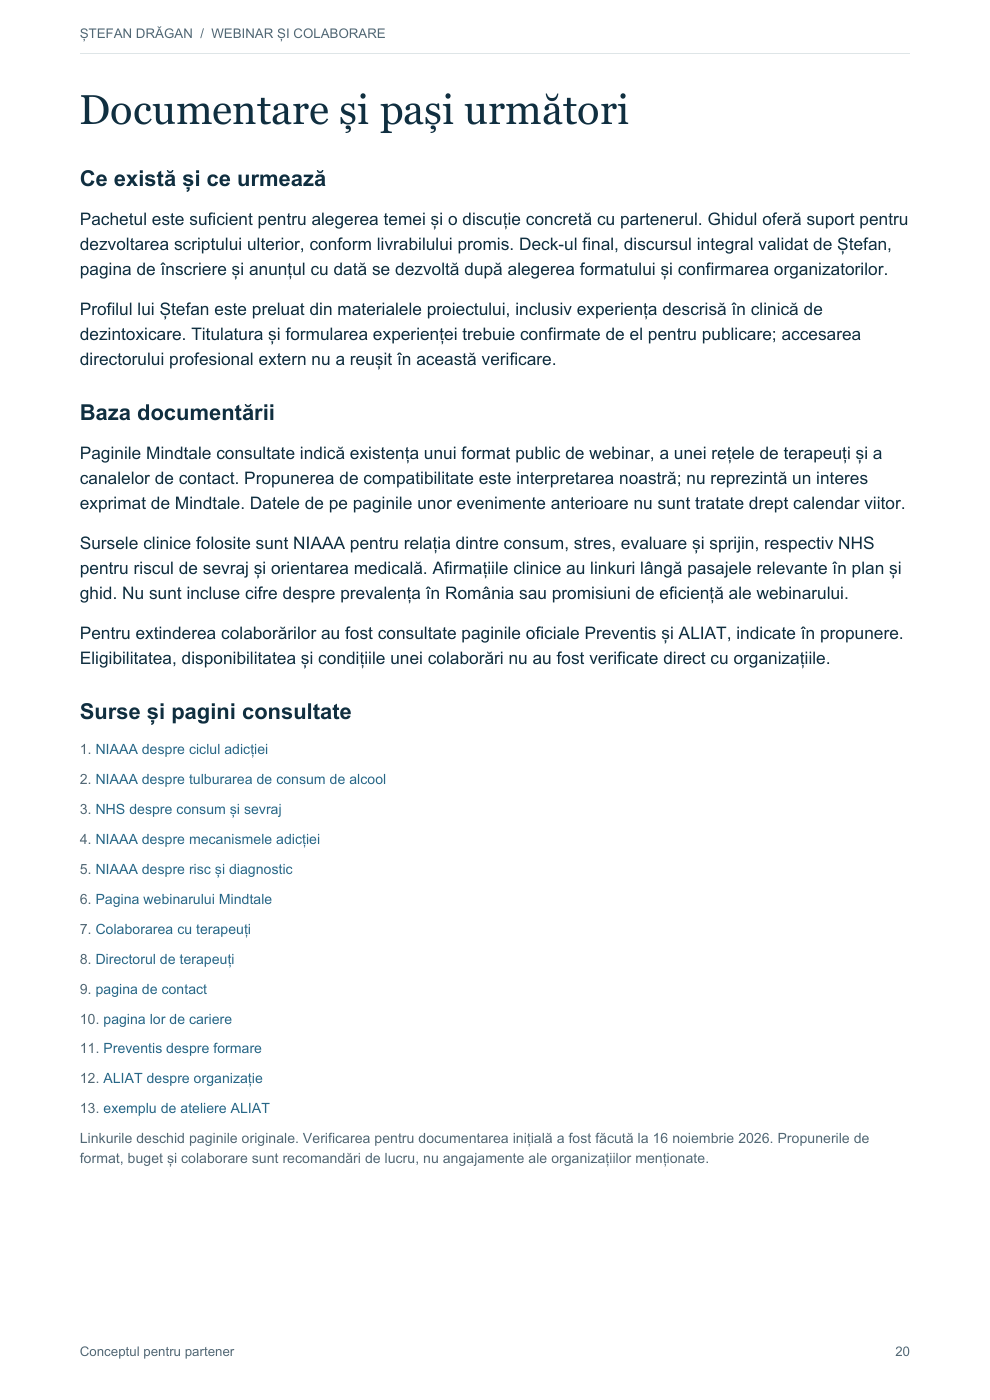 ȘTEFAN DRĂGAN / WEBINAR ȘI COLABORARE
Documentare și pași următori
Ce există și ce urmează
Pachetul este suficient pentru alegerea temei și o discuție concretă cu partenerul. Ghidul oferă suport pentru
dezvoltarea scriptului ulterior, conform livrabilului promis. Deck-ul final, discursul integral validat de Ștefan,
pagina de înscriere și anunțul cu dată se dezvoltă după alegerea formatului și confirmarea organizatorilor.
Profilul lui Ștefan este preluat din materialele proiectului, inclusiv experiența descrisă în clinică de
dezintoxicare. Titulatura și formularea experienței trebuie confirmate de el pentru publicare; accesarea
directorului profesional extern nu a reușit în această verificare.
Baza documentării
Paginile Mindtale consultate indică existența unui format public de webinar, a unei rețele de terapeuți și a
canalelor de contact. Propunerea de compatibilitate este interpretarea noastră; nu reprezintă un interes
exprimat de Mindtale. Datele de pe paginile unor evenimente anterioare nu sunt tratate drept calendar viitor.
Sursele clinice folosite sunt NIAAA pentru relația dintre consum, stres, evaluare și sprijin, respectiv NHS
pentru riscul de sevraj și orientarea medicală. Afirmațiile clinice au linkuri lângă pasajele relevante în plan și
ghid. Nu sunt incluse cifre despre prevalența în România sau promisiuni de eficiență ale webinarului.
Pentru extinderea colaborărilor au fost consultate paginile oficiale Preventis și ALIAT, indicate în propunere.
Eligibilitatea, disponibilitatea și condițiile unei colaborări nu au fost verificate direct cu organizațiile.
Surse și pagini consultate
1. NIAAA despre ciclul adicției
2. NIAAA despre tulburarea de consum de alcool
3. NHS despre consum și sevraj
4. NIAAA despre mecanismele adicției
5. NIAAA despre risc și diagnostic
6. Pagina webinarului Mindtale
7. Colaborarea cu terapeuți
8. Directorul de terapeuți
9. pagina de contact
10. pagina lor de cariere
11. Preventis despre formare
12. ALIAT despre organizație
13. exemplu de ateliere ALIAT
Linkurile deschid paginile originale. Verificarea pentru documentarea inițială a fost făcută la 16 noiembrie 2026. Propunerile de
format, buget și colaborare sunt recomandări de lucru, nu angajamente ale organizațiilor menționate.
Conceptul pentru partener
20